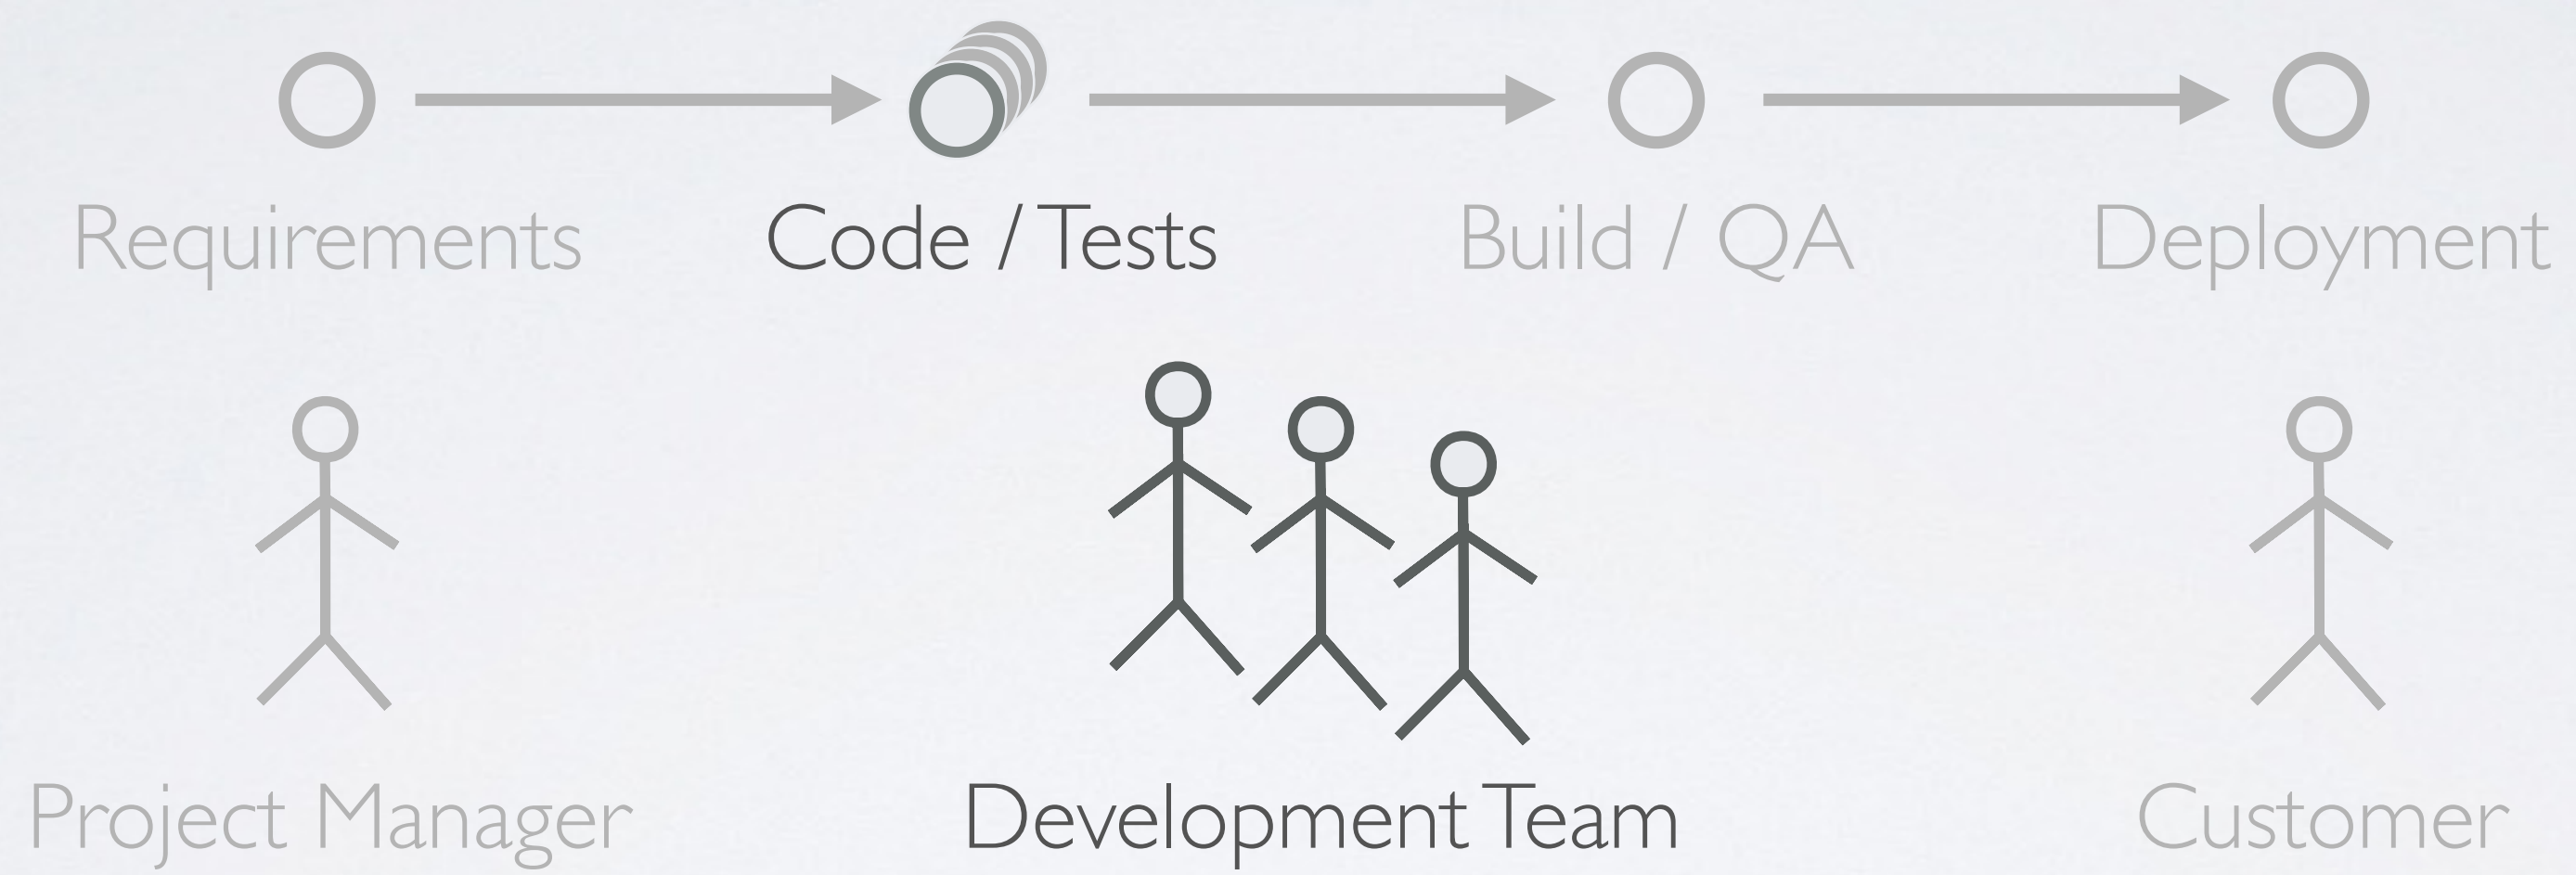 Requirements
Code / Tests
Build / QA
Deployment
Project Manager
Development Team
Customer